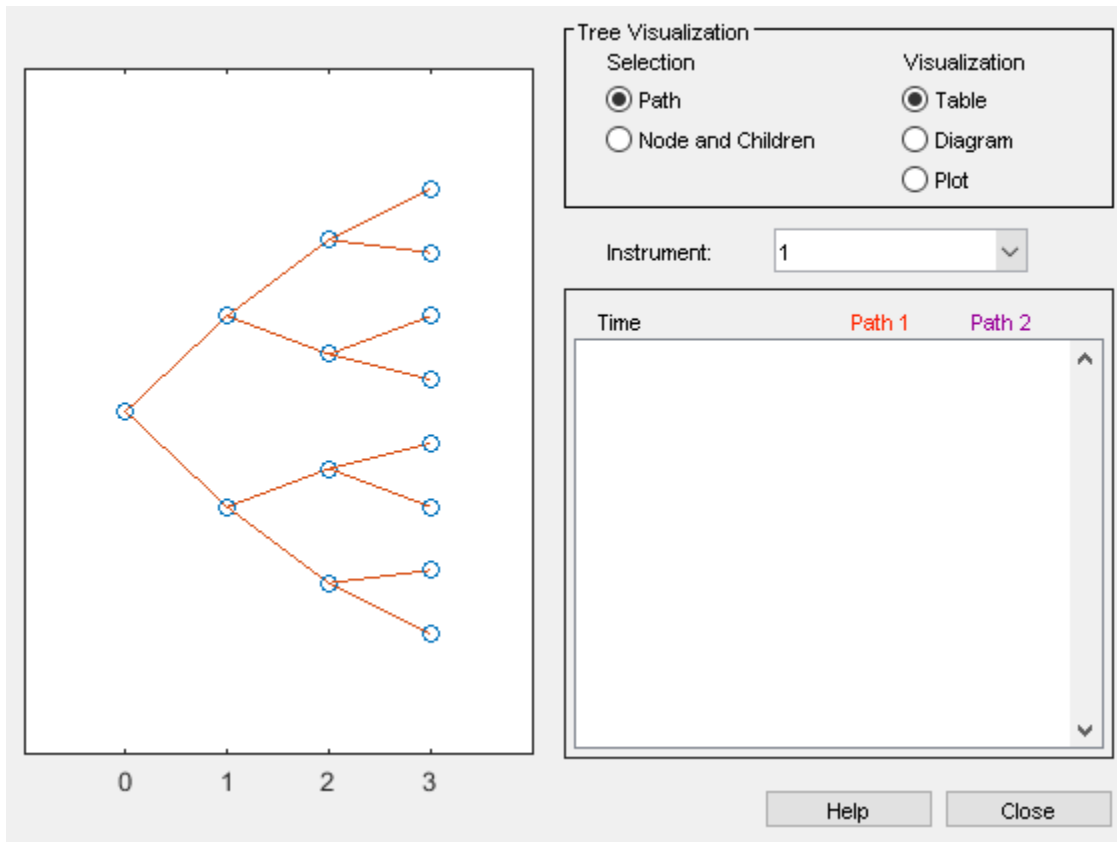 Tree Visualization
Selection Visualization
Path Table
Node and Children Diagram
Plot
Instrument: 1
Time Path 1 Path 2
0 1 2 3
Help Close